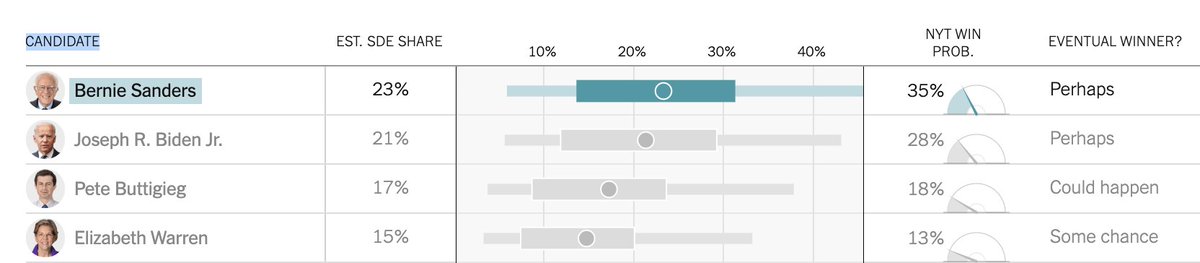 CANDIDATE EST. SDE SHARE 10% 20% 30% 40% NYT WIN PROB. EVENTUAL WINNER?
Bernie Sanders 23% 35% Perhaps
Joseph R. Biden Jr. 21% 28% Perhaps
Pete Buttigieg 17% 18% Could happen
Elizabeth Warren 15% 13% Some chance